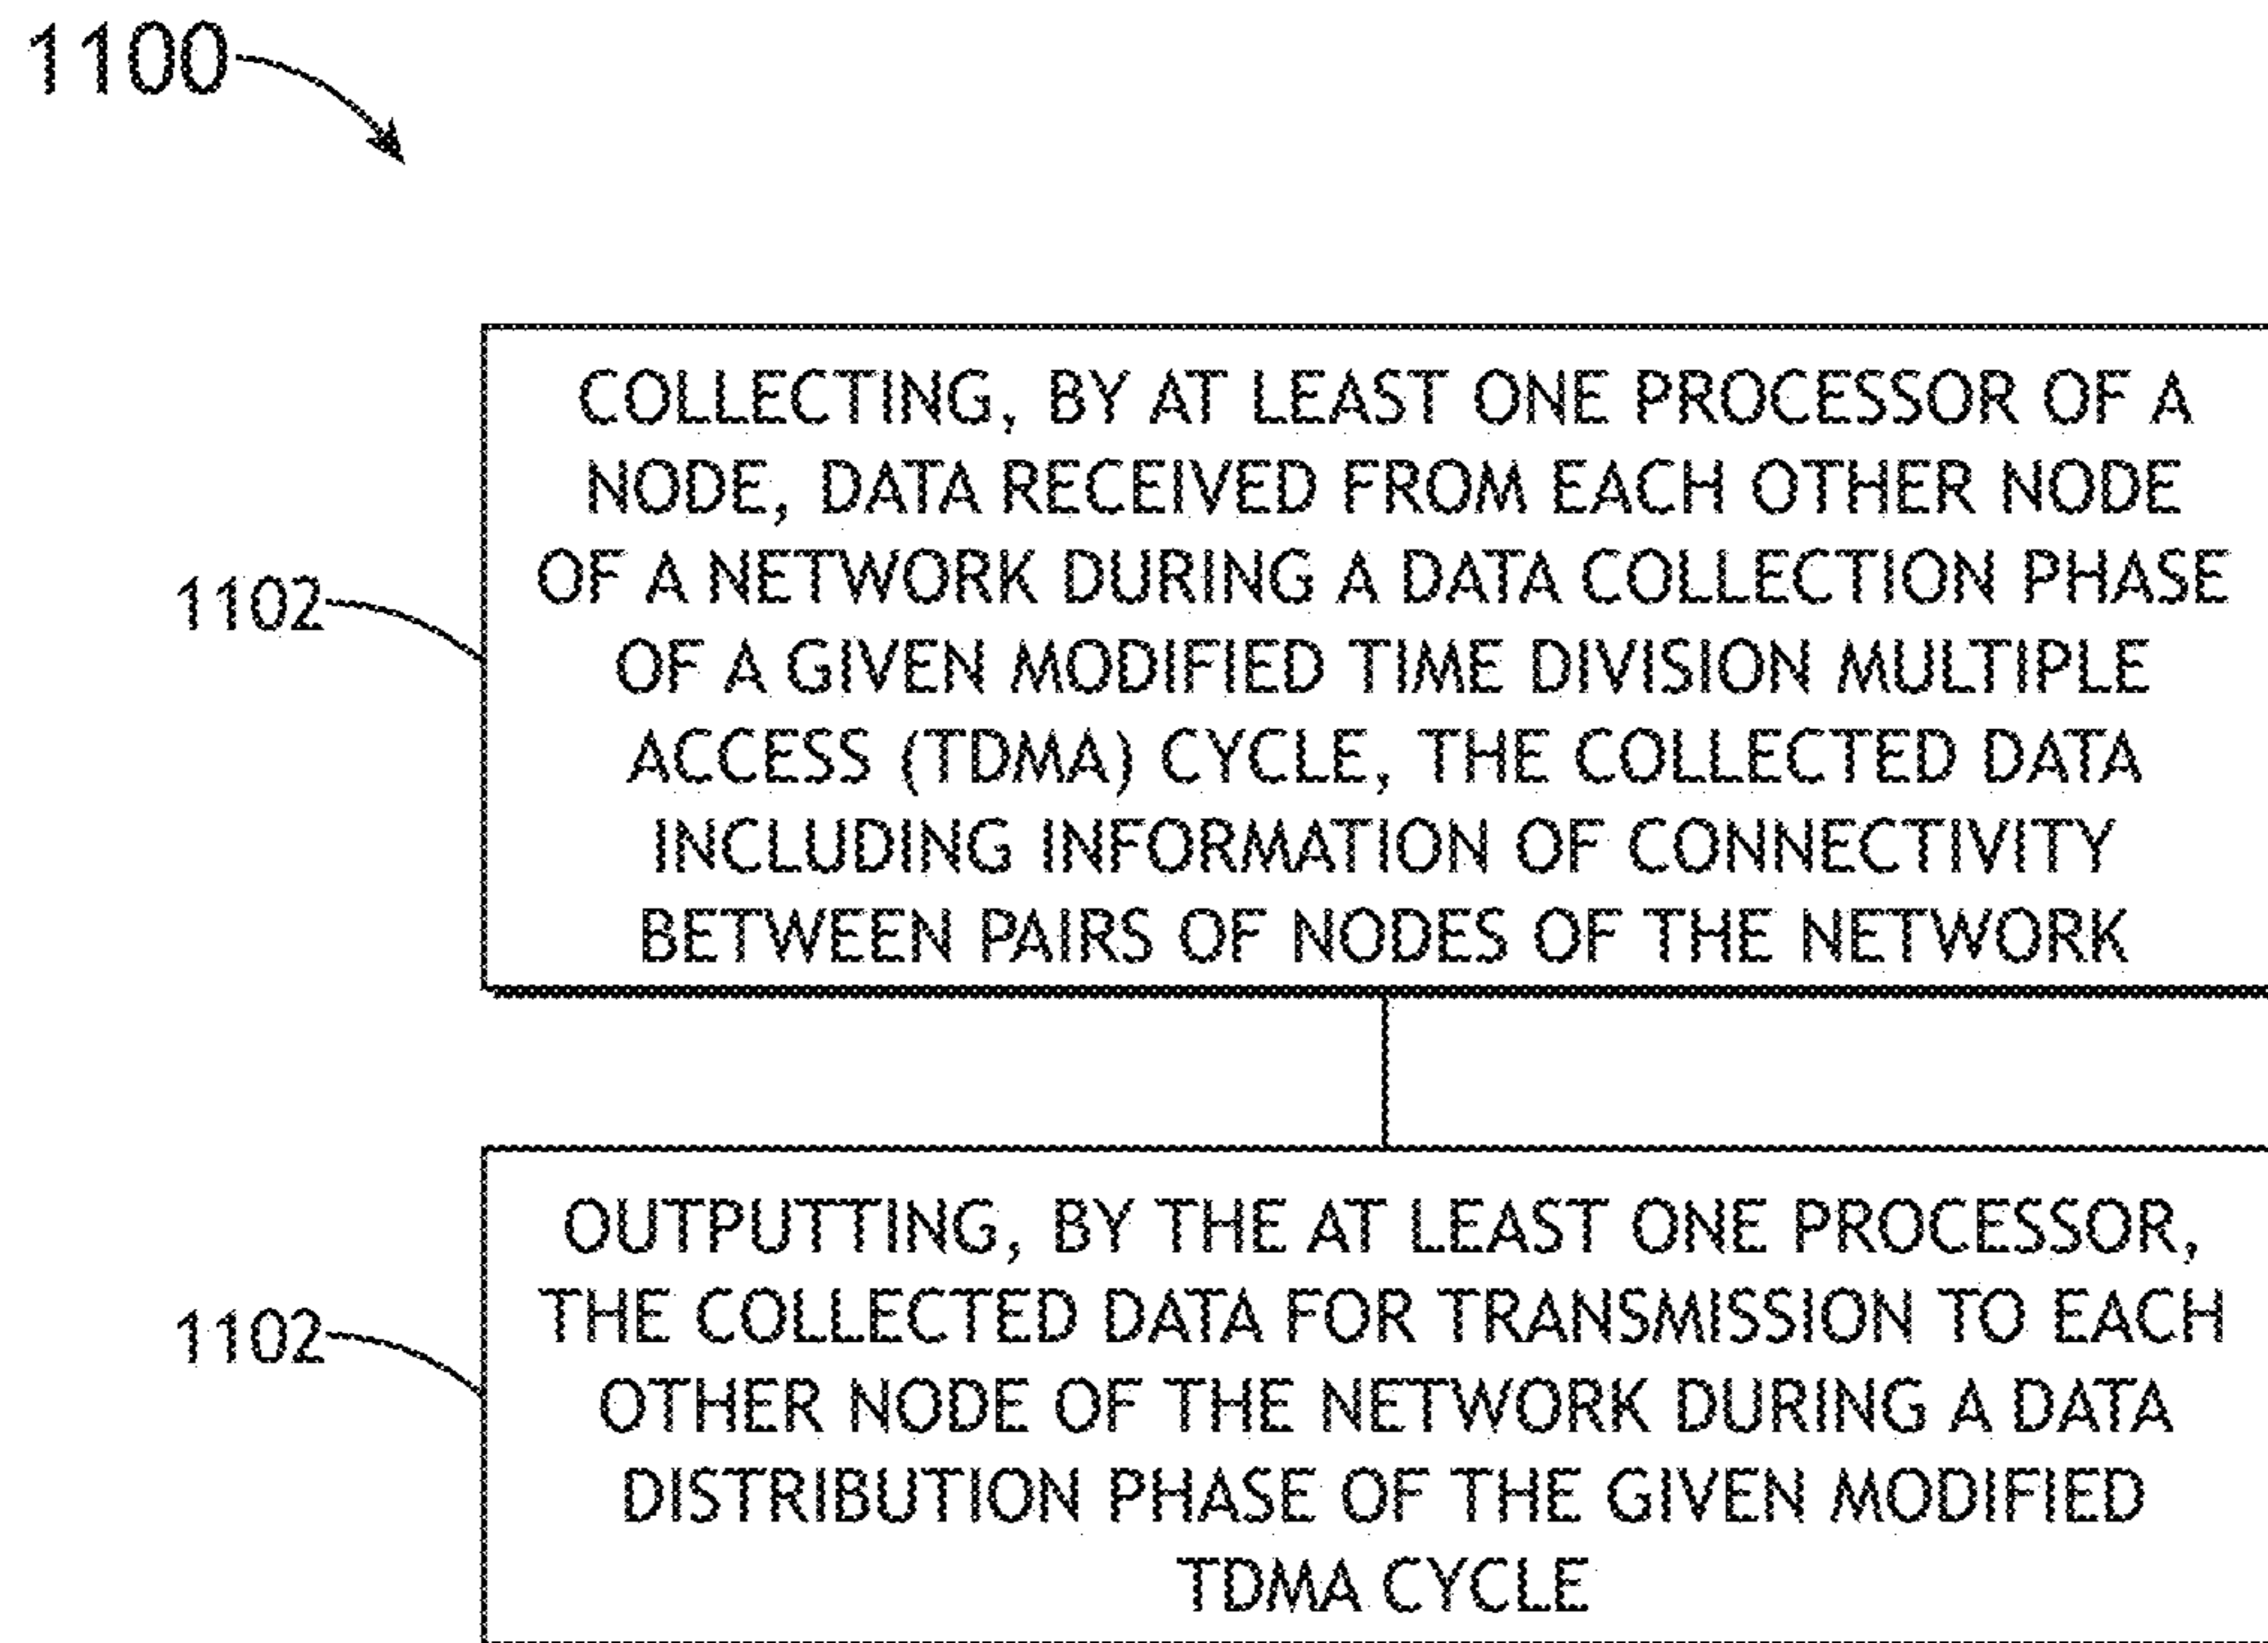 1100
COLLECTING, BY AT LEAST ONE PROCESSOR OF A
NODE, DATA RECEIVED FROM EACH OTHER NODE
OF A NETWORK DURING A DATA COLLECTION PHASE
1102
OF A GIVEN MODIFIED TIME DIVISION MULTIPLE
ACCESS (TDMA) CYCLE, THE COLLECTED DATA
INCLUDING INFORMATION OF CONNECTIVITY
BETWEEN PAIRS OF NODES OF THE NETWORK
OUTPUTTING, BY THE AT LEAST ONE PROCESSOR,
THE COLLECTED DATA FOR TRANSMISSION TO EACH
1102
OTHER NODE OF THE NETWORK DURING A DATA
DISTRIBUTION PHASE OF THE GIVEN MODIFIED
TDMA CYCLE